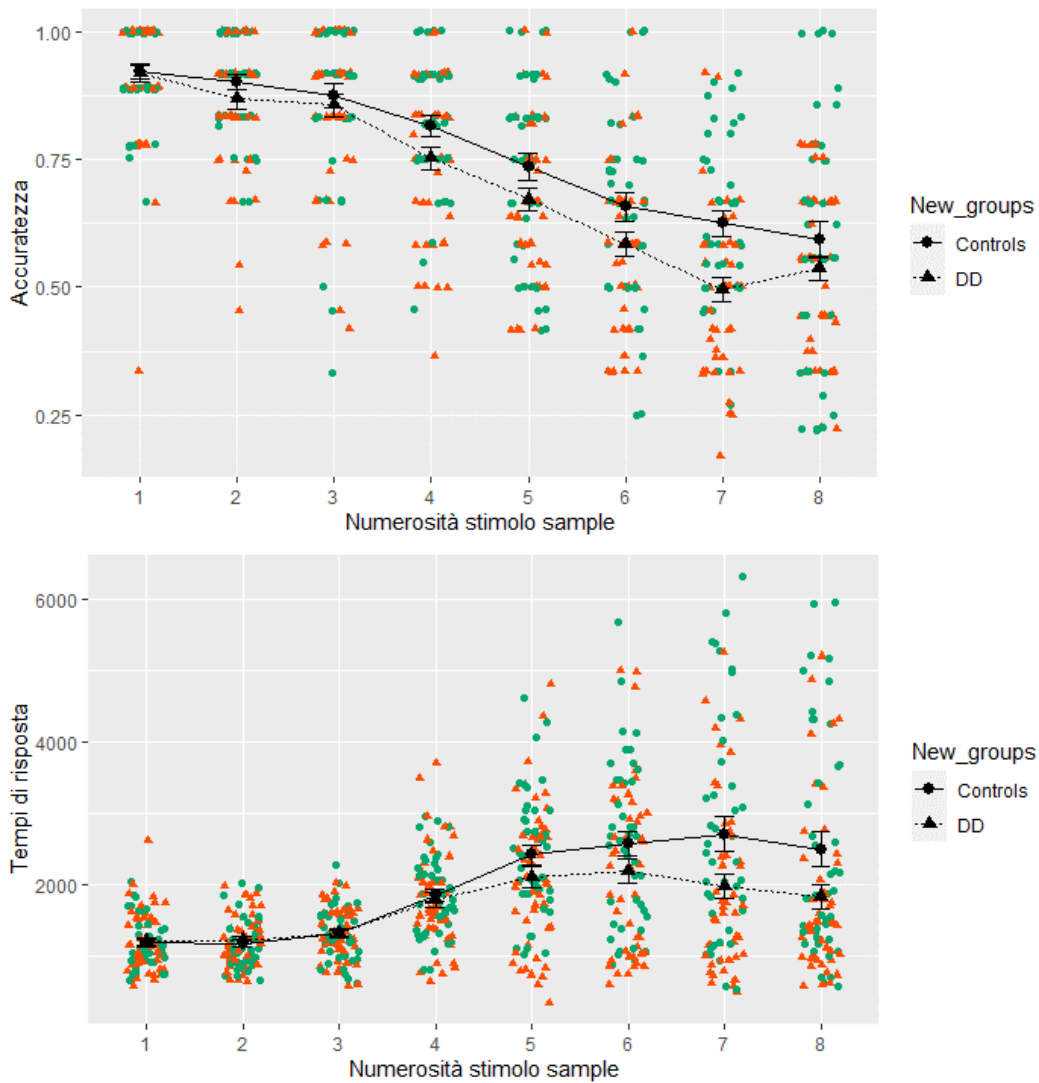 1.00
0.75
0.50
0.25
Accuratezza
1 2 3 4 5 6 7 8
Numerosità stimolo sample
New_groups
Controls
DD
6000
4000
2000
Tempi di risposta
1 2 3 4 5 6 7 8
Numerosità stimolo sample
New_groups
Controls
DD